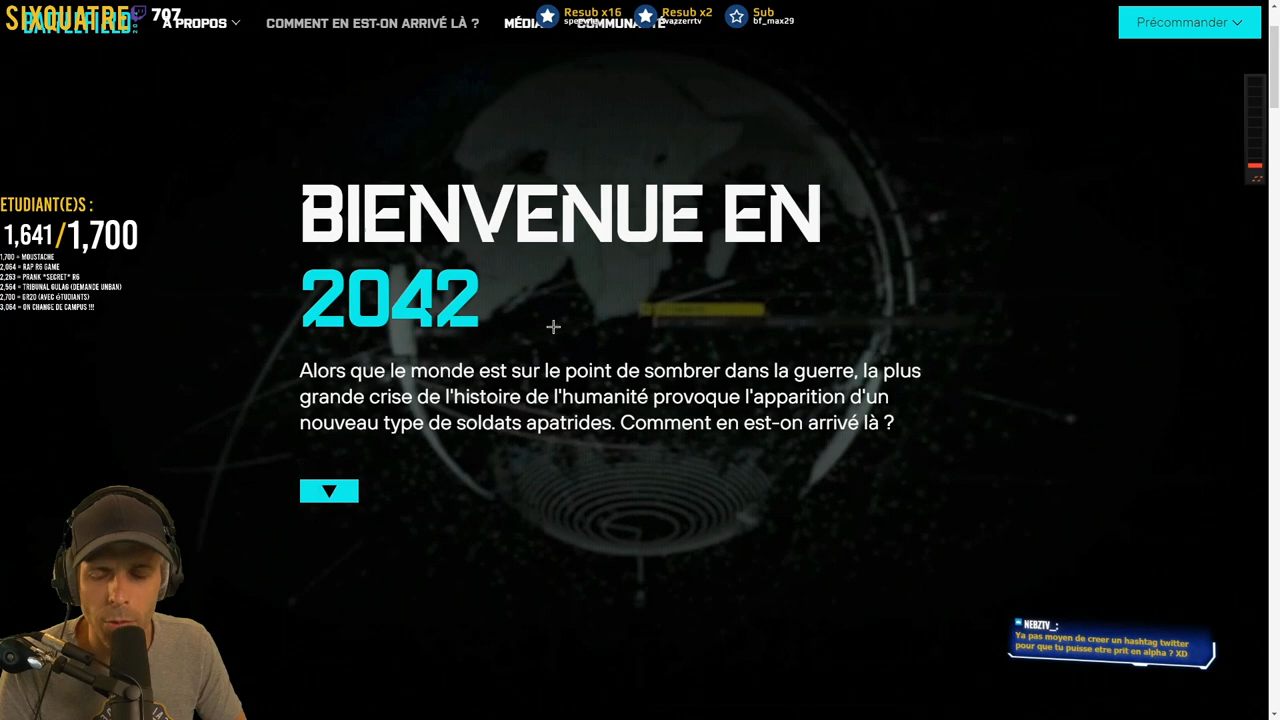 SIXQUATRE
707
À PROPOS
COMMENT EN EST-ON ARRIVÉ LÀ ?
MÉDIA
COMMUNAUTÉ
Resub x16
Resub x2
vazzerrtv
Sub
bf_max29
Précommander
ETUDIANT(E)S :
1,641/1,700
1,700 = MOUSTACHE
2,064 = RAP R6 GAME
2,263 = PRANK *SECRET* R6
2,564 = TRIBUNAL GULAG (DEMANDE UNBAN)
2,700 = GR20 (AVEC ÉTUDIANTS)
3,064 = ON CHANGE DE CAMPUS !!!
BIENVENUE EN
2042
Alors que le monde est sur le point de sombrer dans la guerre, la plus
grande crise de l'histoire de l'humanité provoque l'apparition d'un
nouveau type de soldats apatrides. Comment en est-on arrivé là ?
NEBZTV_:
Ya pas moyen de creer un hashtag twitter
pour que tu puisse etre prit en alpha ? XD